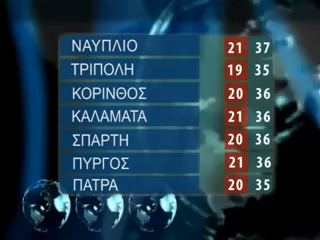 ΝΑΥΠΛΙΟ 21 37
ΤΡΙΠΟΛΗ 19 35
ΚΟΡΙΝΘΟΣ 20 36
ΚΑΛΑΜΑΤΑ 21 36
ΣΠΑΡΤΗ 20 36
ΠΥΡΓΟΣ 21 36
ΠΑΤΡΑ 20 35